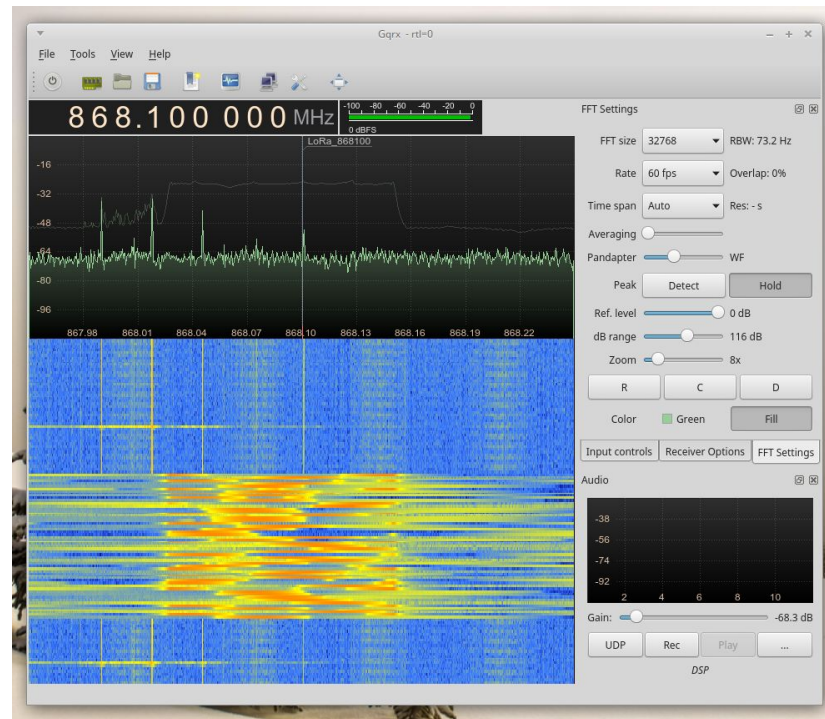 Gqrx - rtl=0
File Tools View Help
868.100 000 MHz
-100 -80 -60 -40 -20 0
0 dBFS
LoRa_868100
-16
-32
-48
-64
-80
-96
867.98 868.01 868.04 868.07 868.10 868.13 868.16 868.19 868.22
FFT Settings
FFT size 32768 RBW: 73.2 Hz
Rate 60 fps Overlap: 0%
Time span Auto Res: - s
Averaging
Pandapter WF
Peak Detect Hold
Ref. level 0 dB
dB range 116 dB
Zoom 8x
R C D
Color Green Fill
Input controls Receiver Options FFT Settings
Audio
-38
-56
-74
-92
2 4 6 8 10
Gain: -68.3 dB
UDP Rec Play ...
DSP